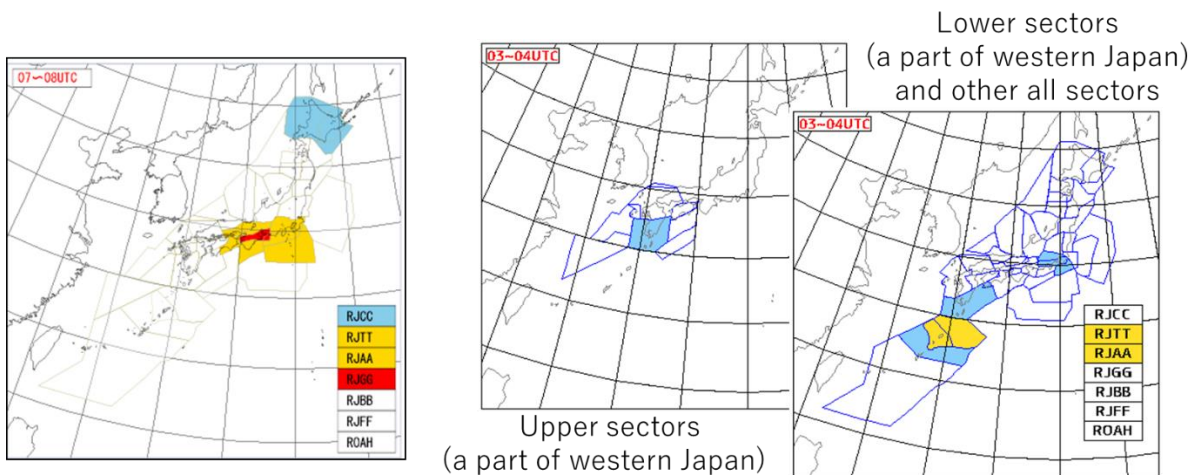 07～08UTC
RJCC
RJTT
RJAA
RJGG
RJBB
RJFF
ROAH
03~04UTC
Upper sectors
(a part of western Japan)
Lower sectors
(a part of western Japan)
and other all sectors
03~04UTC
RJCC
RJTT
RJAA
RJGG
RJBB
RJFF
ROAH